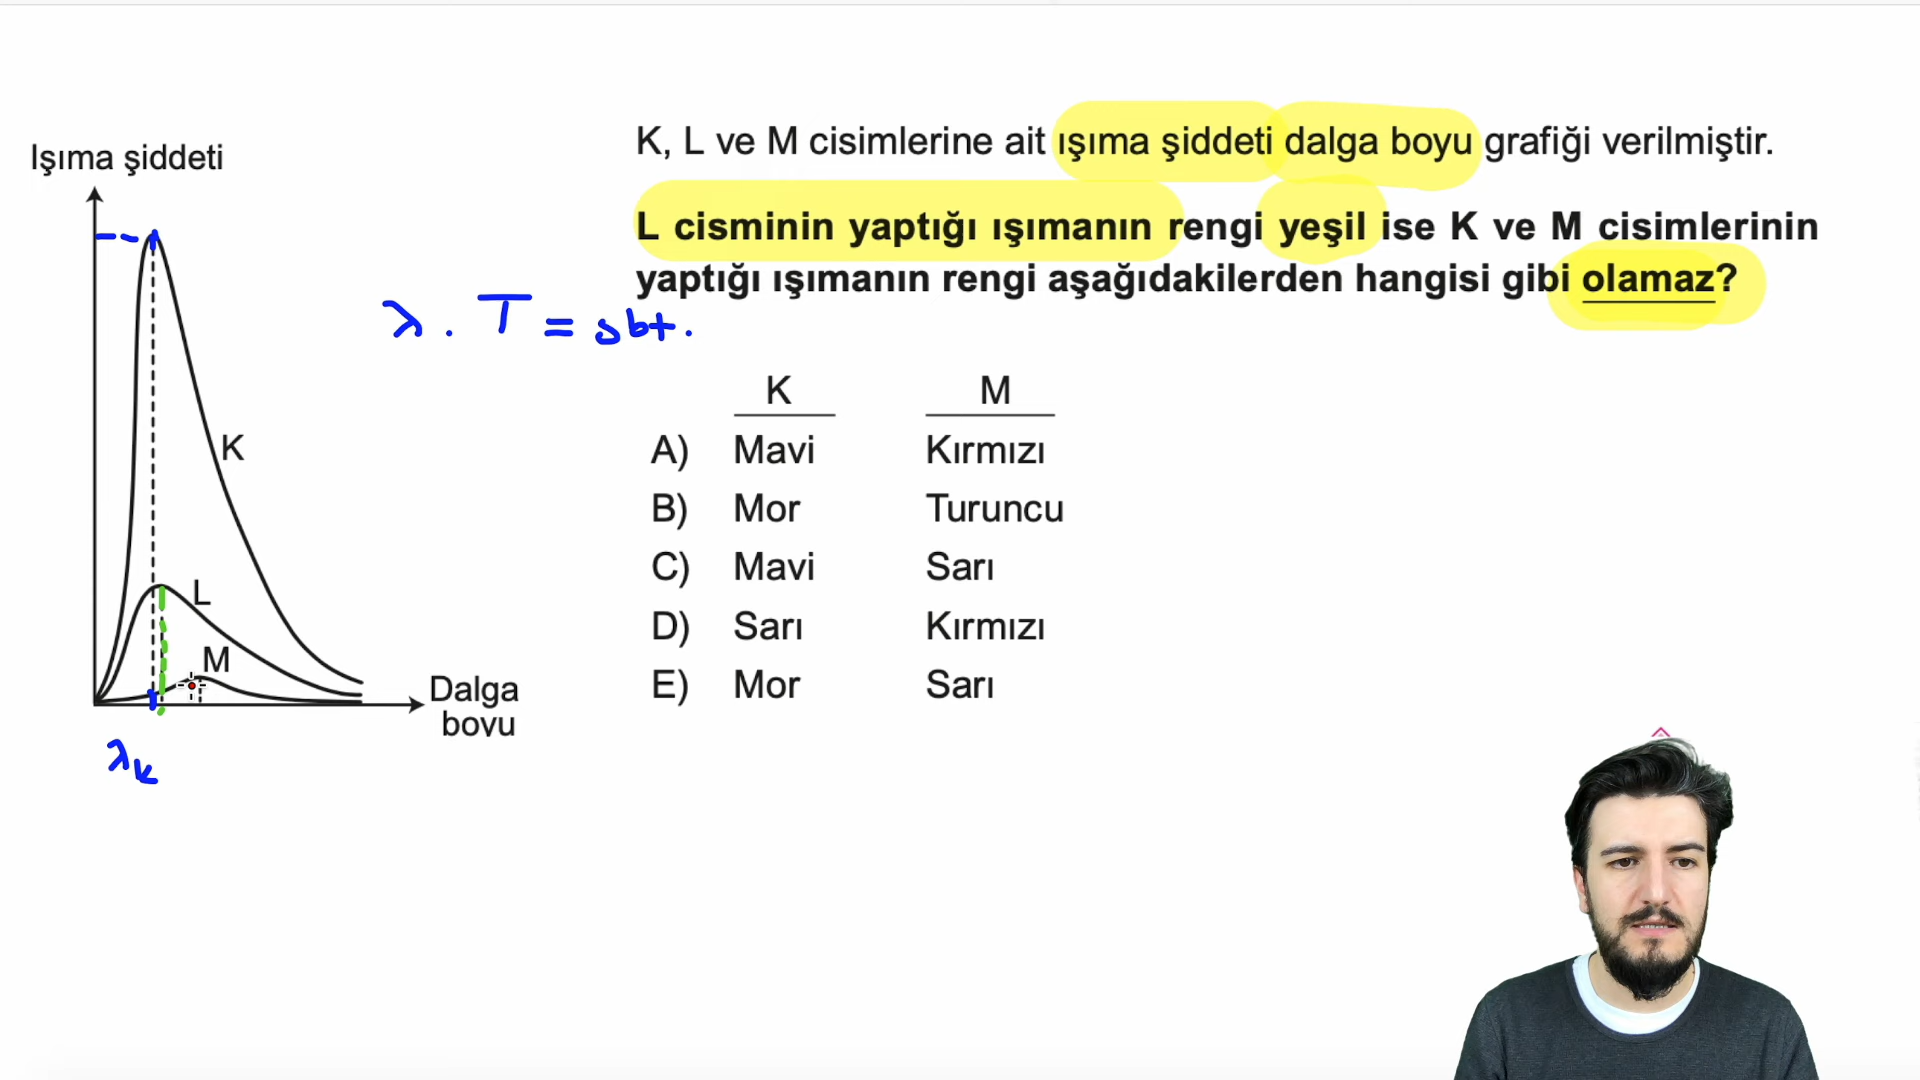 Işıma şiddeti
K
L
M
Dalga
boyu
λk
λ . T = sbt.
K, L ve M cisimlerine ait ışıma şiddeti dalga boyu grafiği verilmiştir.
L cisminin yaptığı ışımanın rengi yeşil ise K ve M cisimlerinin
yaptığı ışımanın rengi aşağıdakilerden hangisi gibi olamaz?
K M
A) Mavi Kırmızı
B) Mor Turuncu
C) Mavi Sarı
D) Sarı Kırmızı
E) Mor Sarı